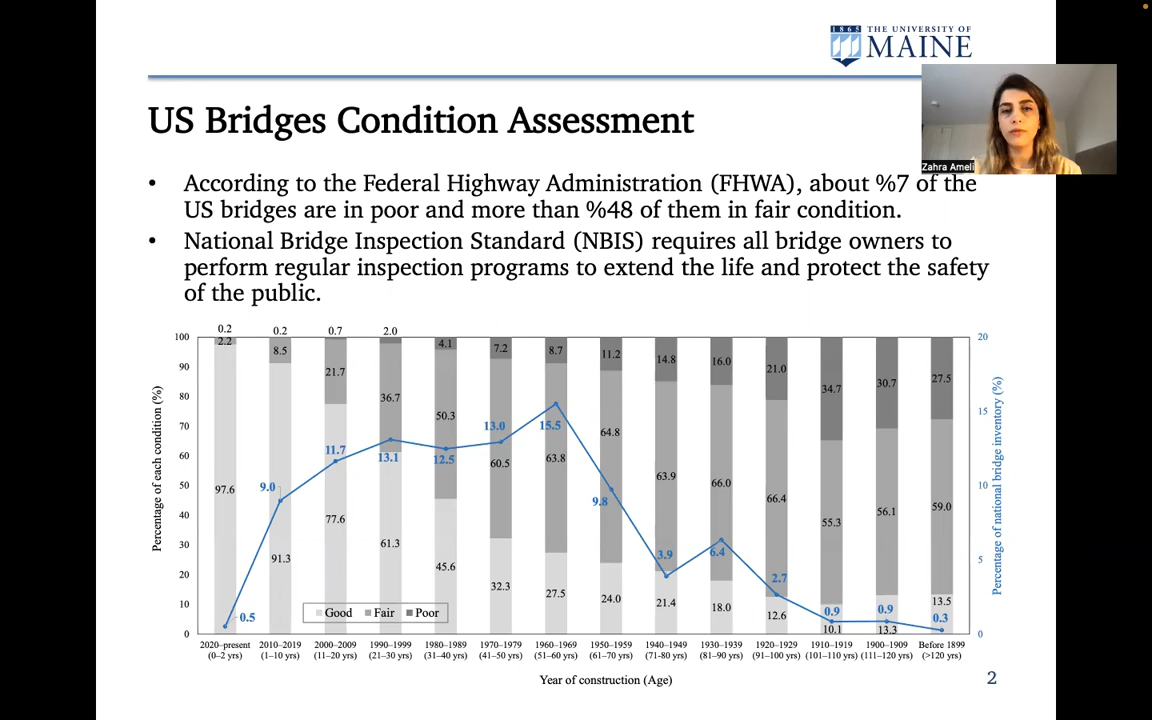 1865 THE UNIVERSITY OF
MAINE
Zahra Ameli
US Bridges Condition Assessment
• According to the Federal Highway Administration (FHWA), about %7 of the
US bridges are in poor and more than %48 of them in fair condition.
• National Bridge Inspection Standard (NBIS) requires all bridge owners to
perform regular inspection programs to extend the life and protect the safety
of the public.
Percentage of each condition (%)
100
90
80
70
60
50
40
30
20
10
0
0.2 0.2 0.7 2.0 4.1 7.2 8.7 11.2 14.8 16.0 21.0 34.7 30.7 27.5
2.2 8.5 21.7 36.7 50.3 60.5 63.8 64.8 63.9 66.0 66.4 55.3 56.1 59.0
97.6 91.3 77.6 61.3 45.6 32.3 27.5 24.0 21.4 18.0 12.6 10.1 13.3 13.5
0.5 9.0 11.7 13.1 12.5 13.0 15.5 9.8 3.9 6.4 2.7 0.9 0.9 0.3
Good Fair Poor
20
15
10
5
0
Percentage of national bridge inventory (%)
2020–present 2010–2019 2000–2009 1990–1999 1980–1989 1970–1979 1960–1969 1950–1959 1940–1949 1930–1939 1920–1929 1910–1919 1900–1909 Before 1899
(0–2 yrs) (1–10 yrs) (11–20 yrs) (21–30 yrs) (31–40 yrs) (41–50 yrs) (51–60 yrs) (61–70 yrs) (71-80 yrs) (81–90 yrs) (91–100 yrs) (101–110 yrs) (111–120 yrs) (>120 yrs)
Year of construction (Age)
2